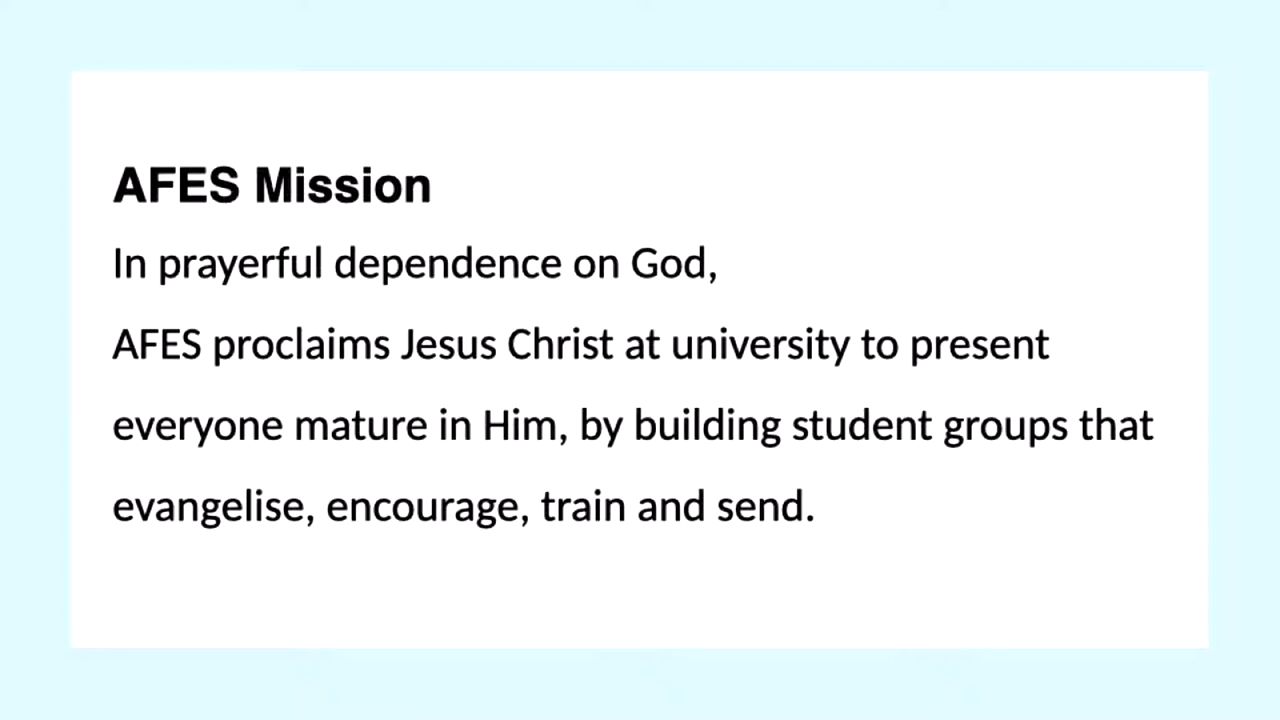 AFES Mission
In prayerful dependence on God,
AFES proclaims Jesus Christ at university to present
everyone mature in Him, by building student groups that
evangelise, encourage, train and send.